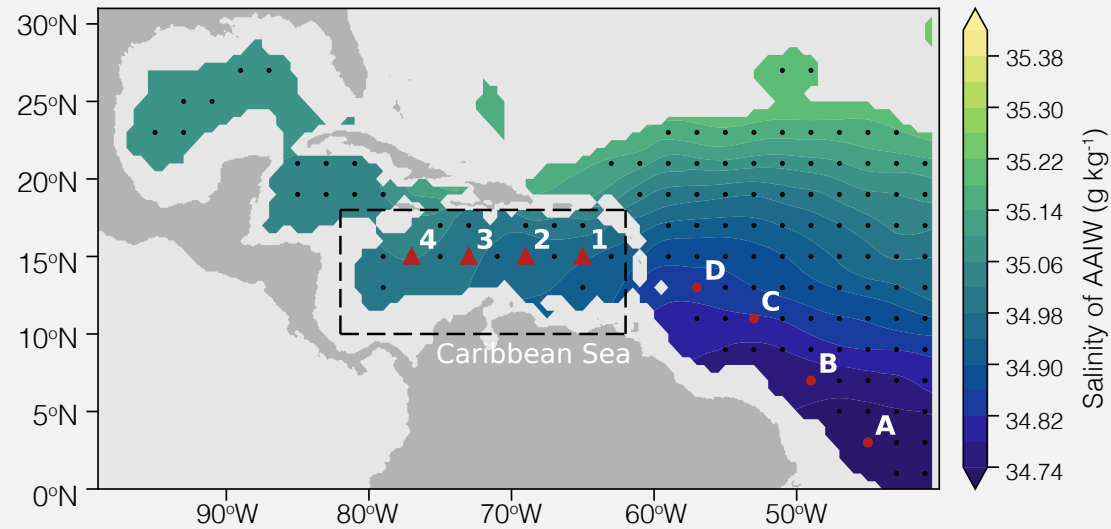 30°N
25°N
20°N
15°N
10°N
5°N
0°N
90°W
80°W
70°W
60°W
50°W
4
3
2
1
D
C
B
A
Caribbean Sea
35.38
35.30
35.22
35.14
35.06
34.98
34.90
34.82
34.74
Salinity of AAIW (g kg⁻¹)